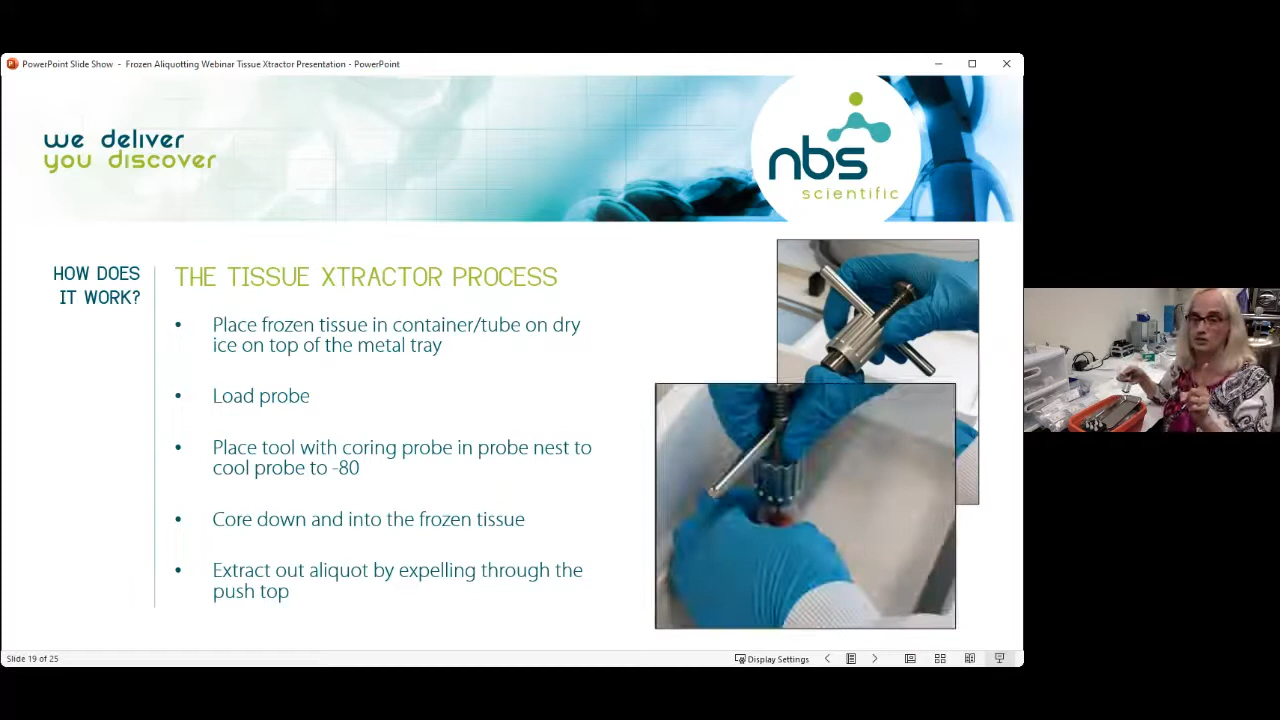 PowerPoint Slide Show - Frozen Aliquotting Webinar Tissue Xtractor Presentation - PowerPoint
we deliver
you discover
nbs
scientific
HOW DOES
IT WORK?
THE TISSUE XTRACTOR PROCESS
• Place frozen tissue in container/tube on dry
ice on top of the metal tray
• Load probe
• Place tool with coring probe in probe nest to
cool probe to -80
• Core down and into the frozen tissue
• Extract out aliquot by expelling through the
push top
Slide 19 of 25
Display Settings